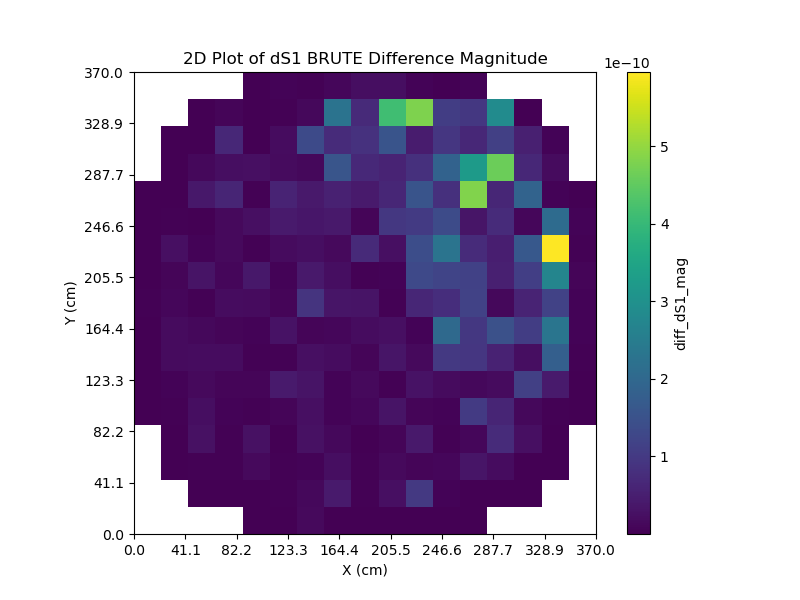 2D Plot of dS1 BRUTE Difference Magnitude
1e−10
370.0
328.9
287.7
246.6
205.5
164.4
123.3
82.2
41.1
0.0
Y (cm)
0.0 41.1 82.2 123.3 164.4 205.5 246.6 287.7 328.9 370.0
X (cm)
5
4
3
2
1
diff_dS1_mag